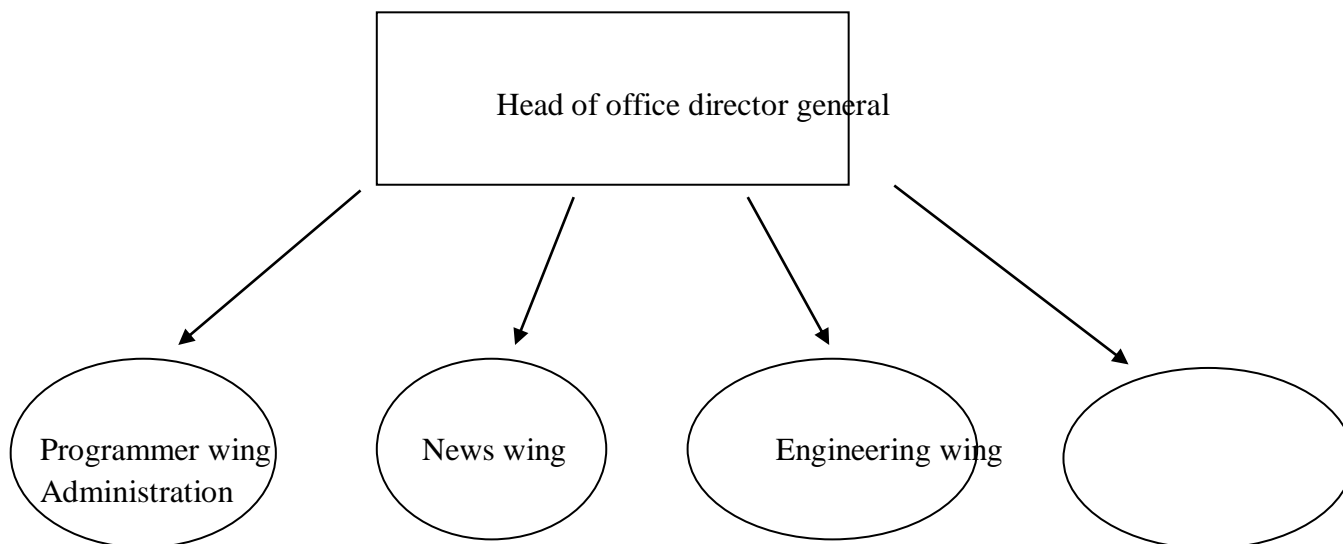 Head of office director general
Programmer wing News wing Engineering wing
Administration